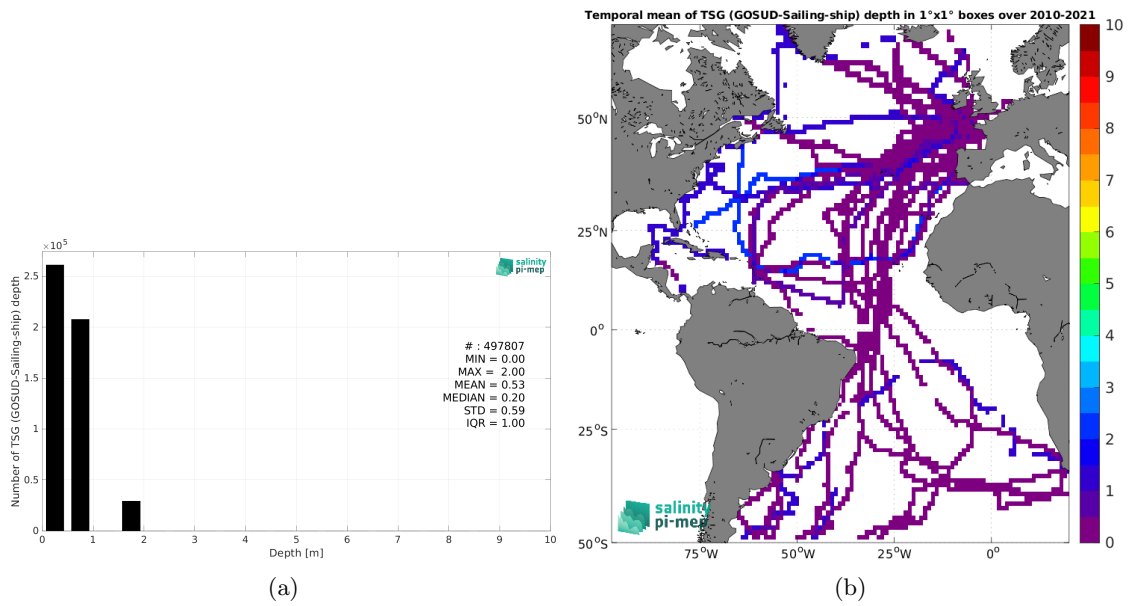 ×10⁵
2.5
2
1.5
1
0.5
0
0 1 2 3 4 5 6 7 8 9 10
Depth [m]
Number of TSG (GOSUD-Sailing-ship) depth
salinity
pi-mep
# : 497807
MIN = 0.00
MAX = 2.00
MEAN = 0.53
MEDIAN = 0.20
STD = 0.59
IQR = 1.00
(a)
Temporal mean of TSG (GOSUD-Sailing-ship) depth in 1°x1° boxes over 2010-2021
50°N
25°N
0°
25°S
50°S
75°W 50°W 25°W 0°
salinity
pi-mep
10
9
8
7
6
5
4
3
2
1
0
(b)